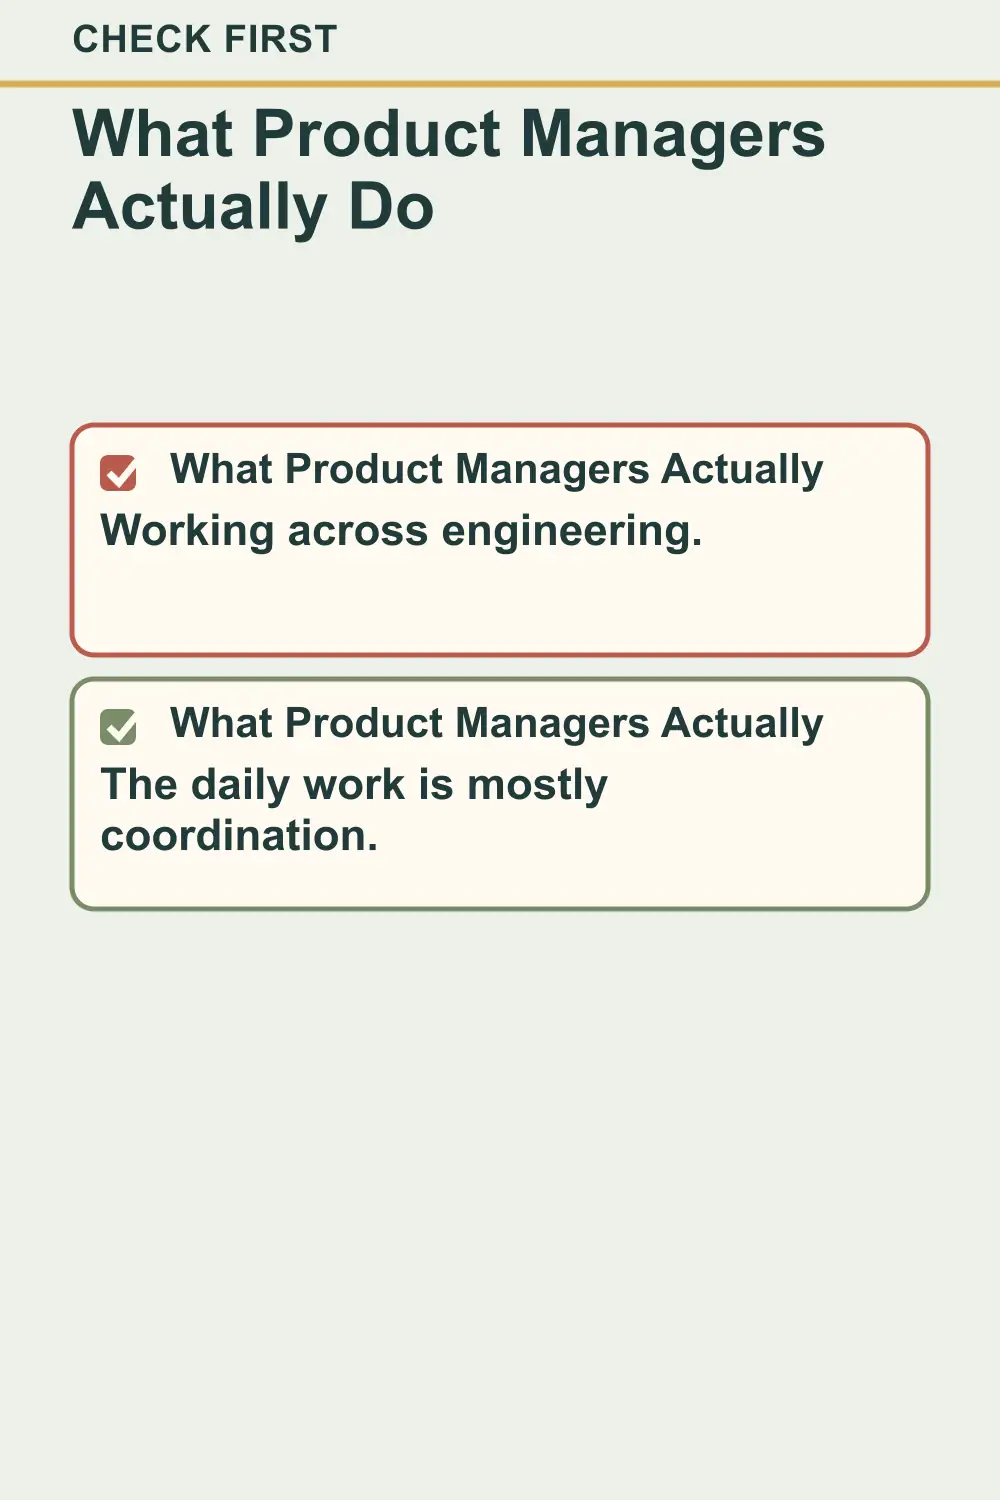 CHECK FIRST
What Product Managers
Actually Do
What Product Managers Actually
Working across engineering.
What Product Managers Actually
The daily work is mostly
coordination.